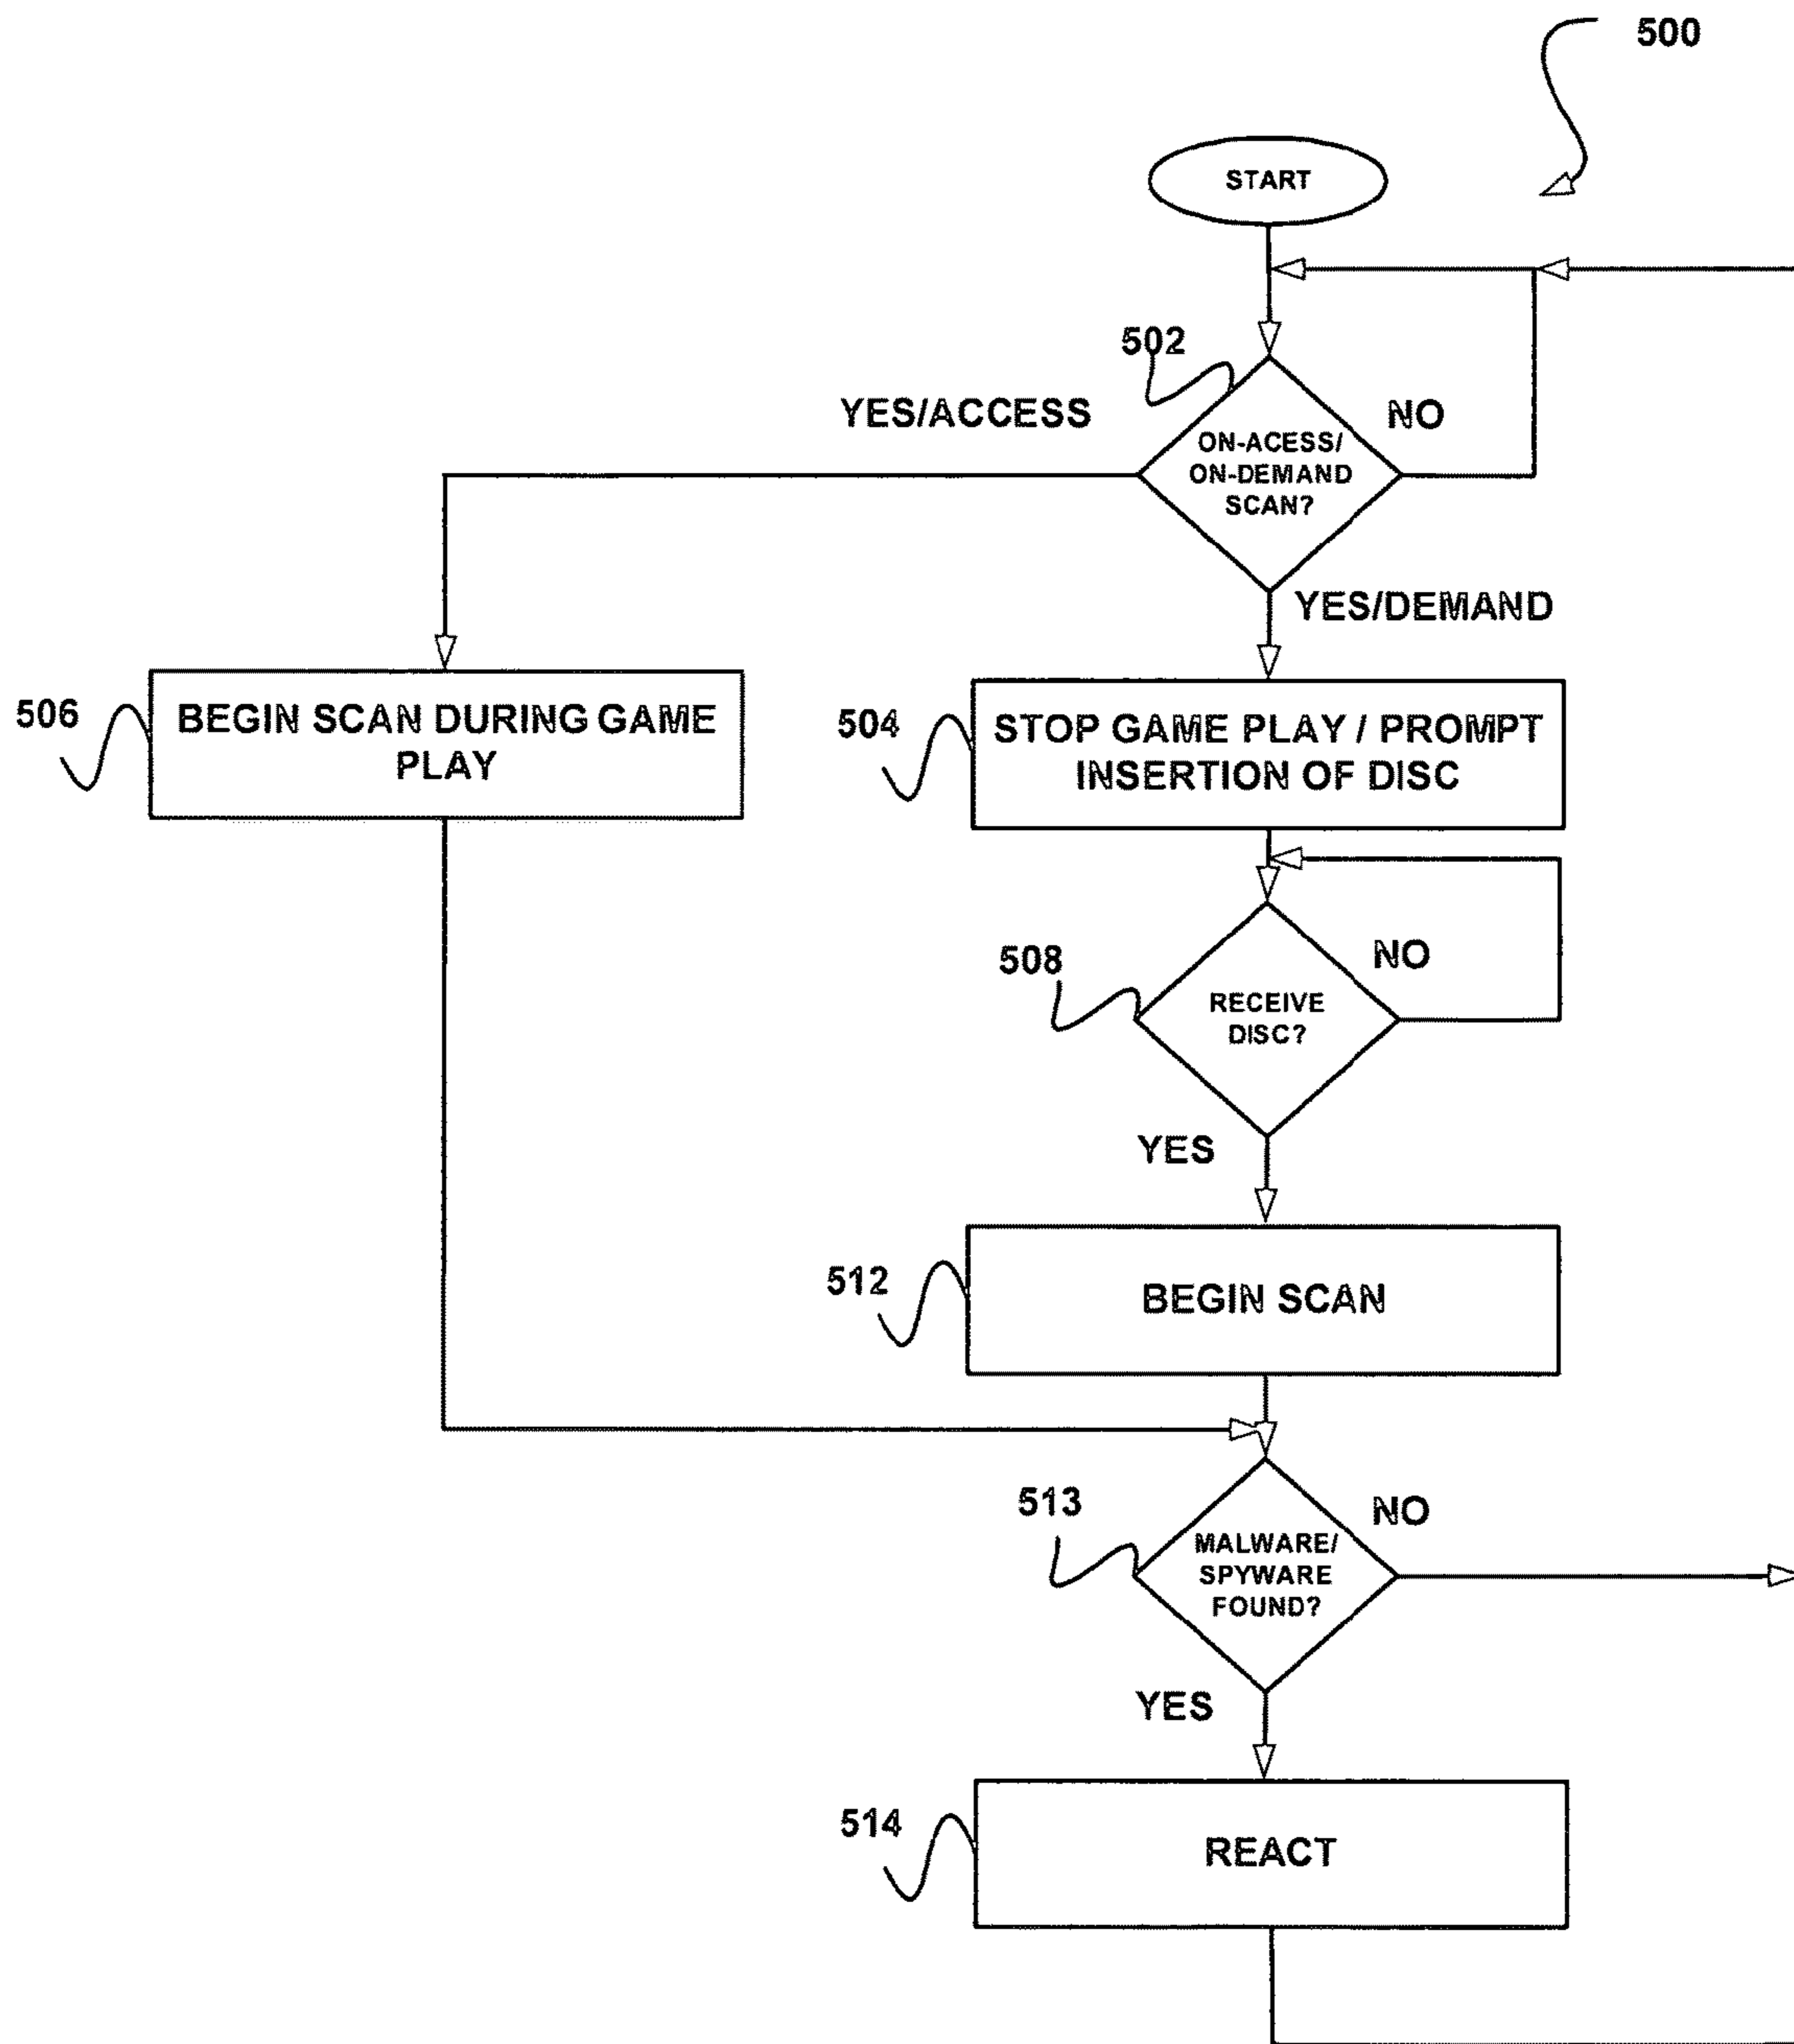 500
START
502
YES/ACCESS
NO
ON-ACESS/
ON-DEMAND
SCAN?
YES/DEMAND
506
BEGIN SCAN DURING GAME
PLAY
504
STOP GAME PLAY / PROMPT
INSERTION OF DISC
508
NO
RECEIVE
DISC?
YES
512
BEGIN SCAN
513
NO
MALWARE/
SPYWARE
FOUND?
YES
514
REACT